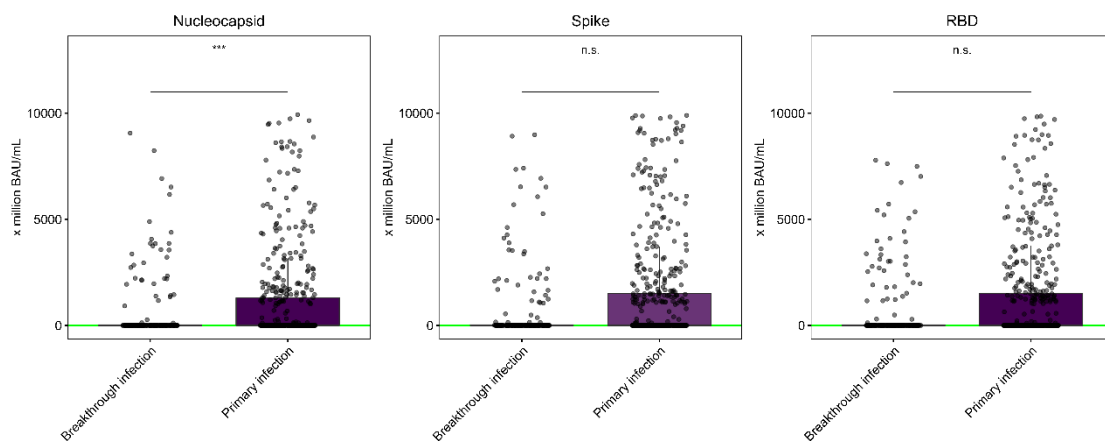 Nucleocapsid
***
x million BAU/mL
10000
5000
0
Breakthrough infection
Primary infection
Spike
n.s.
x million BAU/mL
10000
5000
0
Breakthrough infection
Primary infection
RBD
n.s.
x million BAU/mL
10000
5000
0
Breakthrough infection
Primary infection